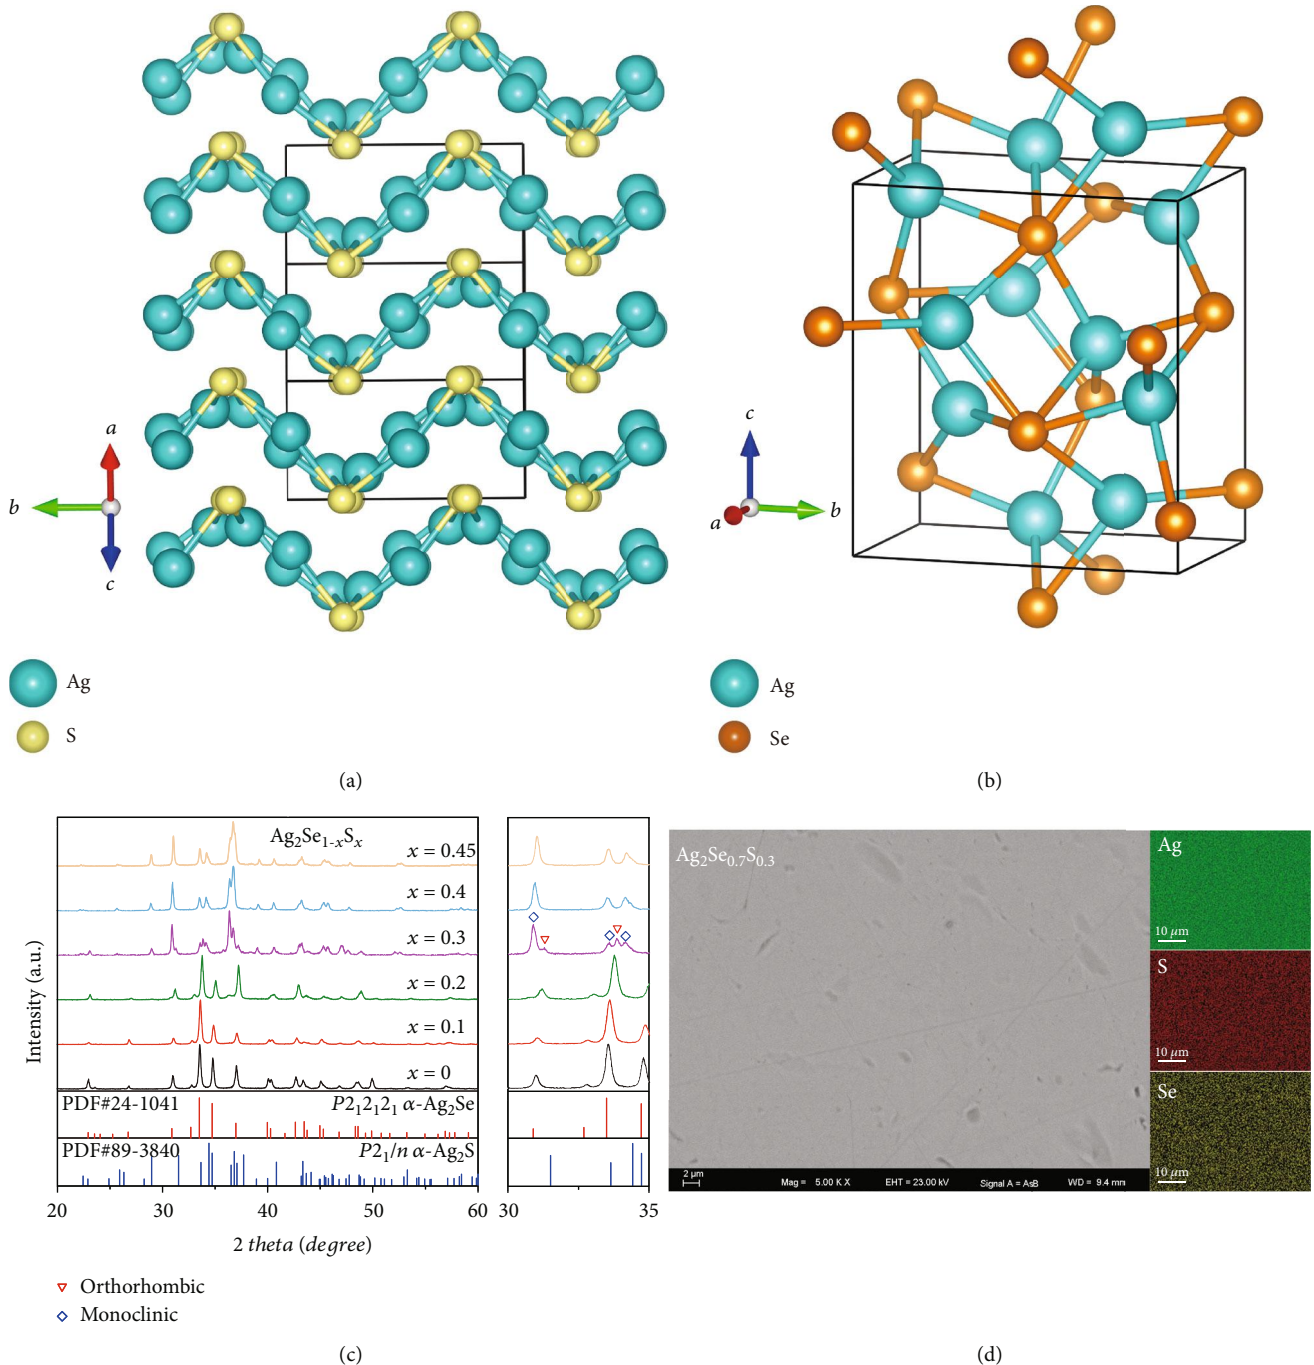 a
b
c
Ag
S
(a)
c
a
b
Ag
Se
(b)
Ag₂Se₁₋ₓSₓ
x = 0.45
x = 0.4
x = 0.3
x = 0.2
x = 0.1
x = 0
PDF#24-1041 P2₁2₁2₁ α-Ag₂Se
PDF#89-3840 P2₁/n α-Ag₂S
Intensity (a.u.)
20 30 40 50 60 30 35
2 theta (degree)
Orthorhombic
Monoclinic
(c)
Ag₂Se₀.₇S₀.₃
2 μm Mag = 5.00 K X EHT = 23.00 kV Signal A = AsB WD = 9.4 mm
Ag
10 μm
S
10 μm
Se
10 μm
(d)